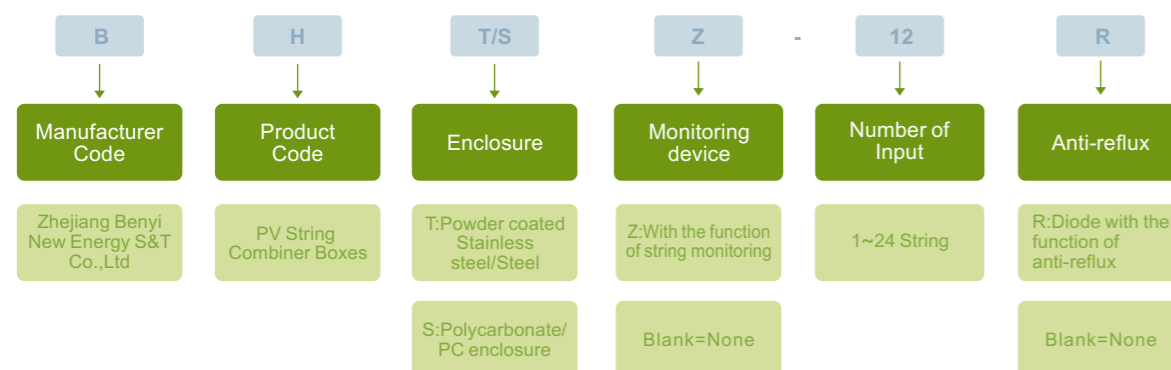 B H T/S Z - 12 R
Manufacturer
Code
Product
Code
Enclosure
Monitoring
device
Number of
Input
Anti-reflux
Zhejiang Benyi
New Energy S&T
Co.,Ltd
PV String
Combiner Boxes
T:Powder coated
Stainless
steel/Steel
Z:With the function
of string monitoring
1~24 String
R:Diode with the
function of
anti-reflux
S:Polycarbonate/
PC enclosure
Blank=None
Blank=None